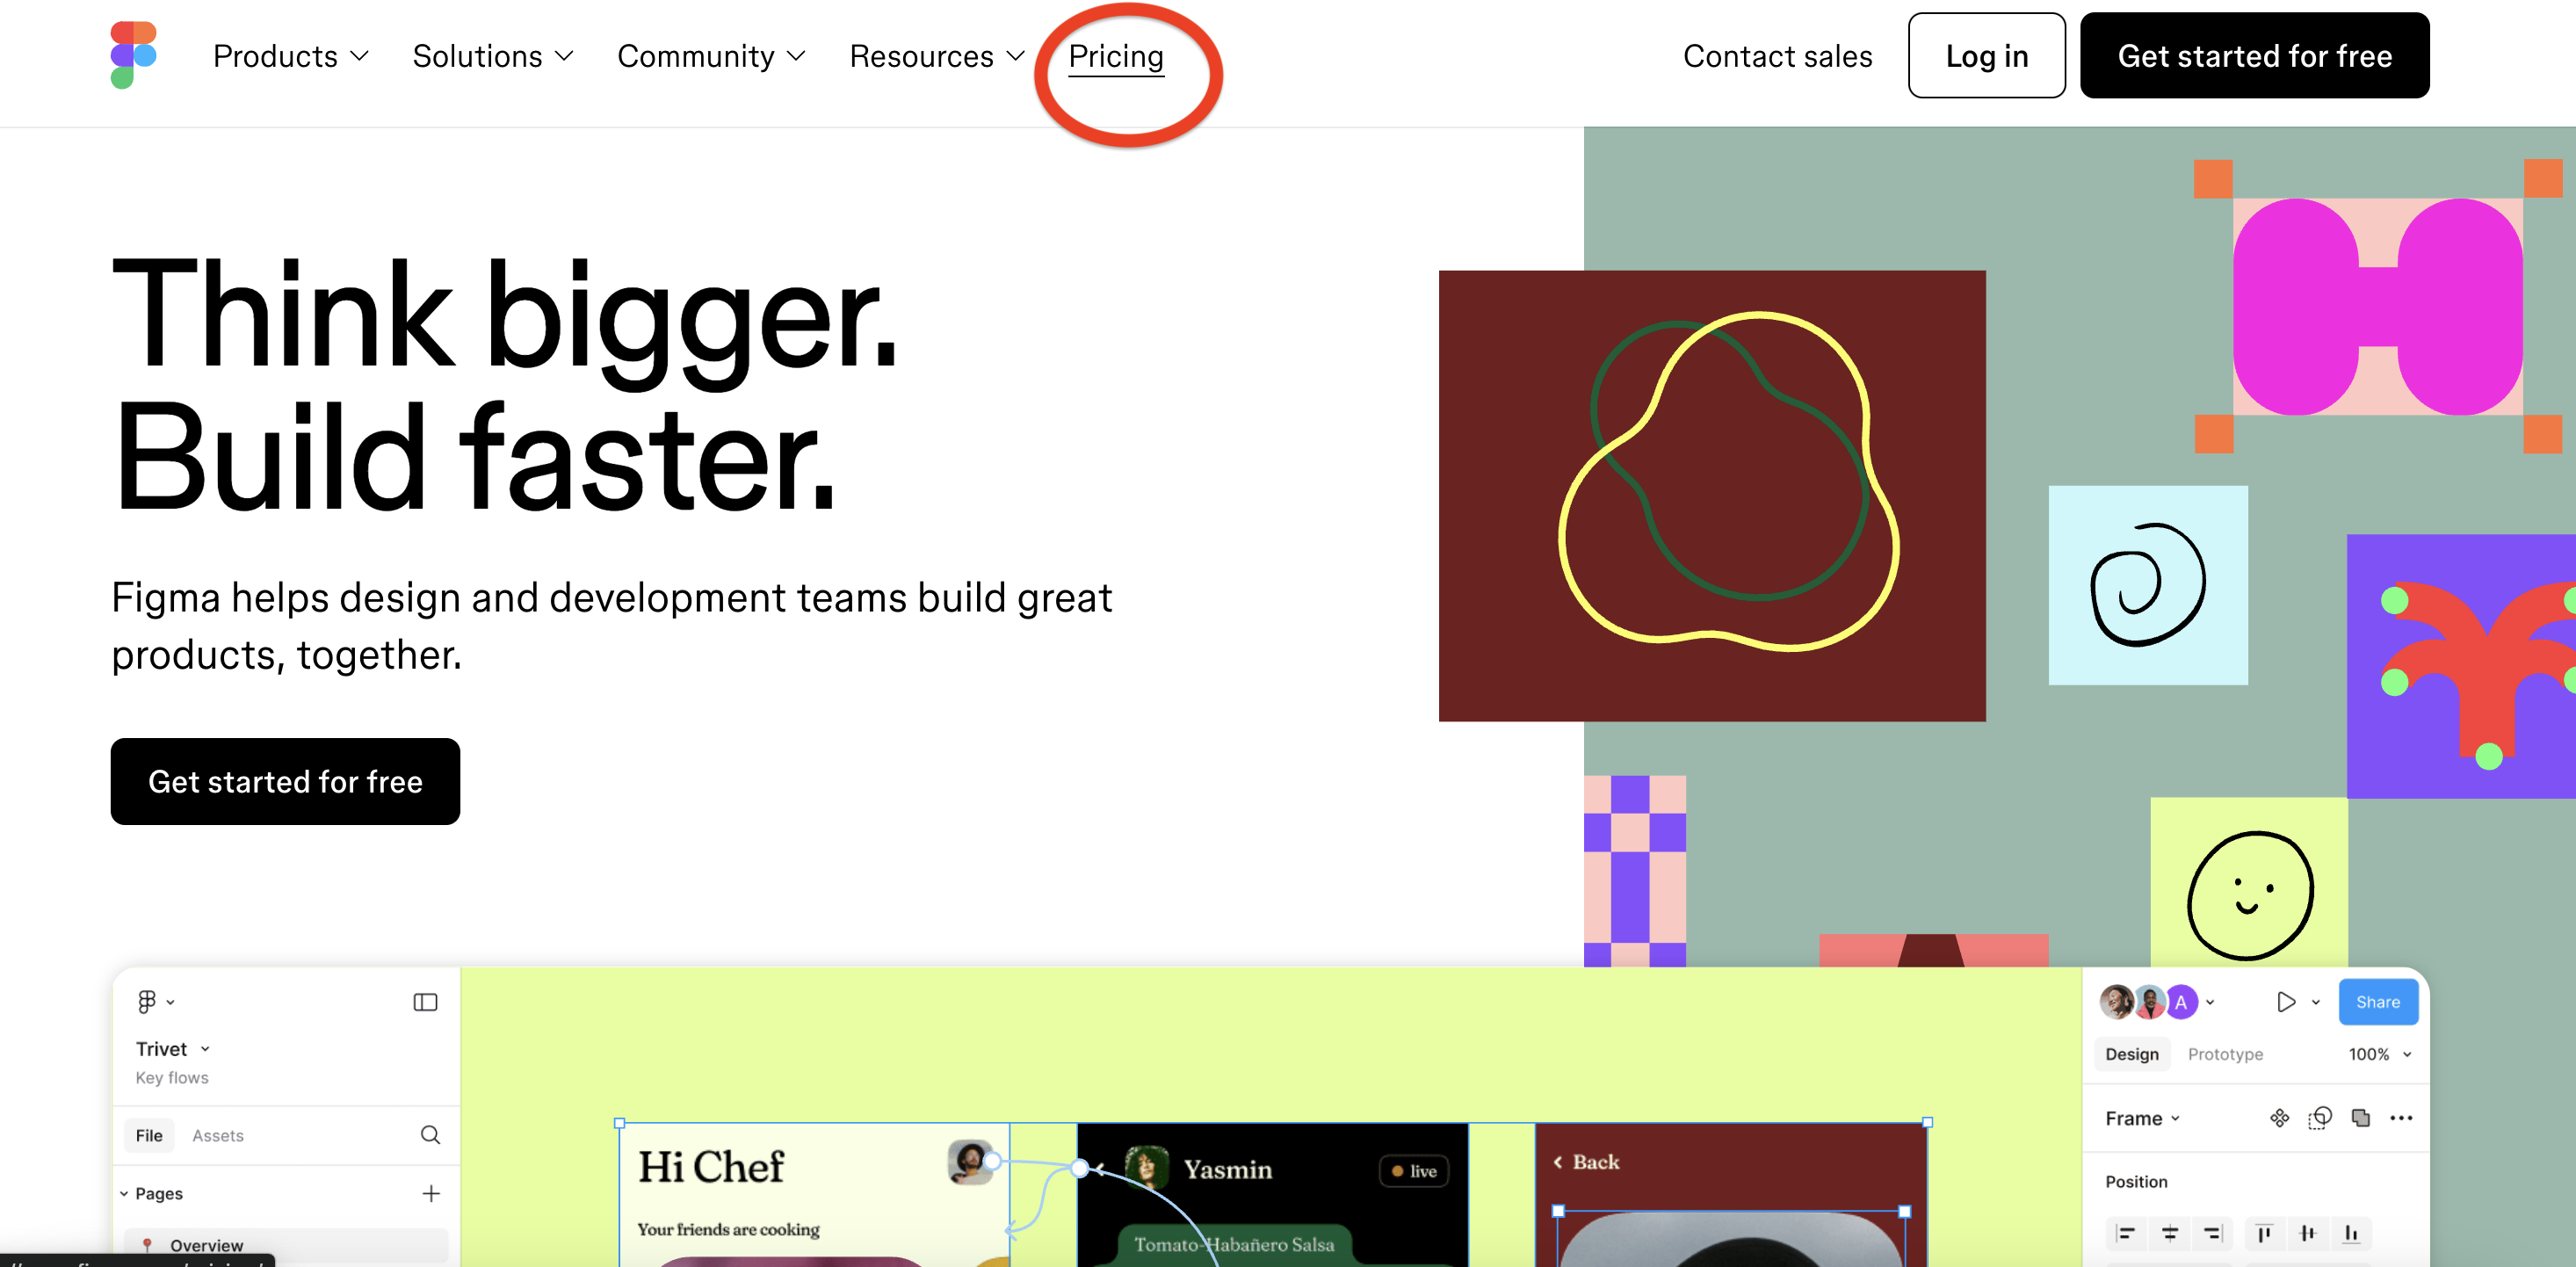 Products
Solutions
Community
Resources
Pricing
Contact sales
Log in
Get started for free
Think bigger.
Build faster.
Figma helps design and development teams build great
products, together.
Get started for free
Trivet
Key flows
File
Assets
Pages
Overview
Hi Chef
Your friends are cooking
Yasmin
live
Tomato-Habañero Salsa
Back
A
Share
Design
Prototype
100%
Frame
Position